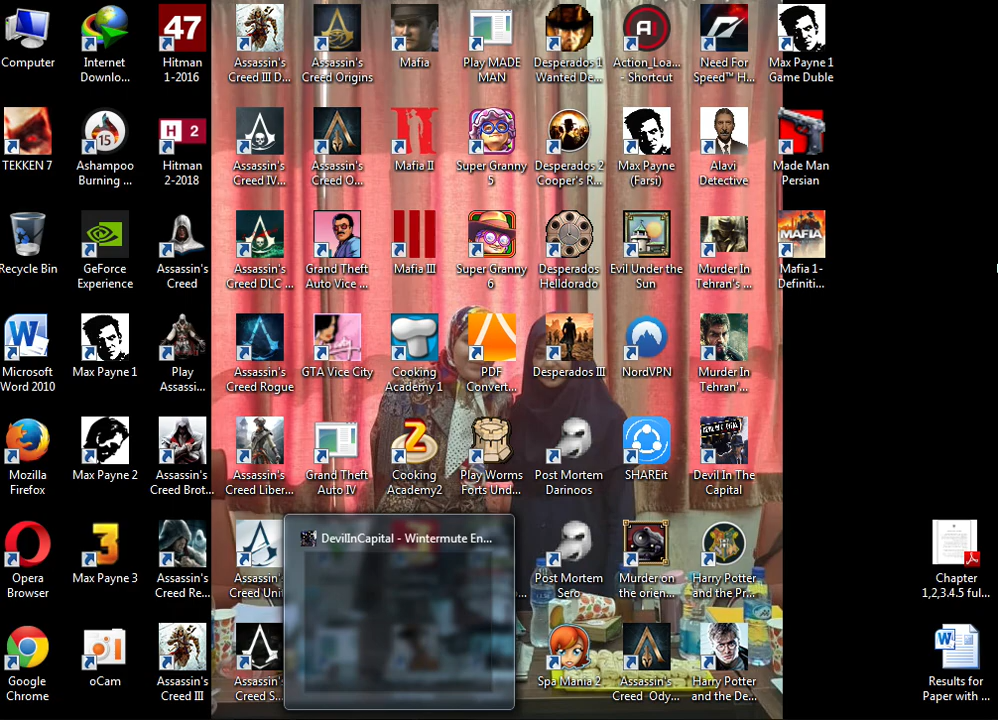 Computer
Internet
Downlo...
47
Hitman
1-2016
Assassin's
Creed III D...
Assassin's
Creed Origins
Mafia
Play MADE
MAN
Desperados 1
Wanted De...
A
Action_Loa...
- Shortcut
Need For
Speed™ H...
Max Payne 1
Game Duble
TEKKEN 7
15
Ashampoo
Burning ...
H 2
Hitman
2-2018
Assassin's
Creed IV...
Assassin's
Creed O...
Mafia II
Super Granny
5
Desperados 2
Cooper's R...
Max Payne
(Farsi)
Alavi
Detective
Made Man
Persian
Recycle Bin
GeForce
Experience
Assassin's
Creed
Assassin's
Creed DLC ...
Grand Theft
Auto Vice ...
Mafia III
Super Granny
6
Desperados
Helldorado
Evil Under the
Sun
Murder In
Tehran's ...
MAFIA
Mafia 1-
Definiti...
W
Microsoft
Word 2010
Max Payne 1
Play
Assassi...
Assassin's
Creed Rogue
GTA Vice City
Cooking
Academy 1
PDF
Convert...
Desperados III
NordVPN
Murder In
Tehran'...
Mozilla
Firefox
Max Payne 2
Assassin's
Creed Brot...
Assassin's
Creed Liber...
Grand Theft
Auto IV
2
Cooking
Academy2
Play Worms
Forts Und...
Post Mortem
Darinoos
SHAREit
Devil In The
Capital
Opera
Browser
3
Max Payne 3
Assassin's
Creed Re...
Assassin's
Creed Uni
DevilInCapital - Wintermute En...
Post Mortem
Sero
Murder on
the orien...
Harry Potter
and the Pr...
Chapter
1,2,3,4.5 ful...
Google
Chrome
oCam
Assassin's
Creed III
Assassin's
Creed S...
Spa Mania 2
Assassin's
Creed Ody...
Harry Potter
and the De...
W
Results for
Paper with ...